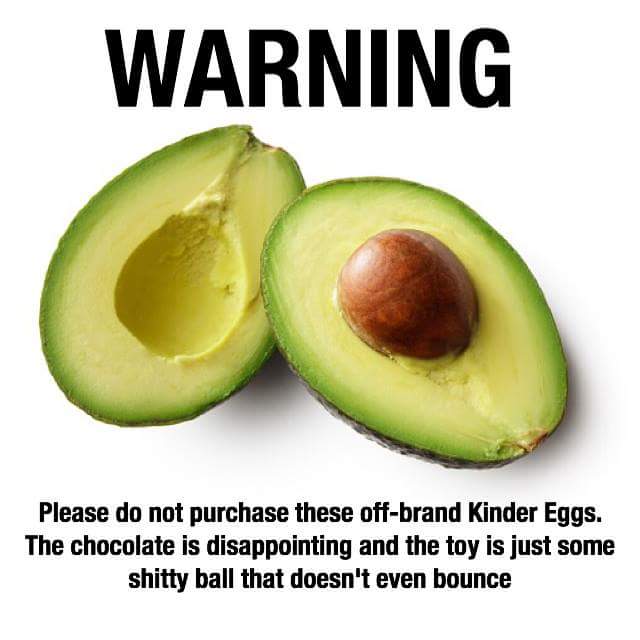 WARNING
Please do not purchase these off-brand Kinder Eggs.
The chocolate is disappointing and the toy is just some
shitty ball that doesn't even bounce